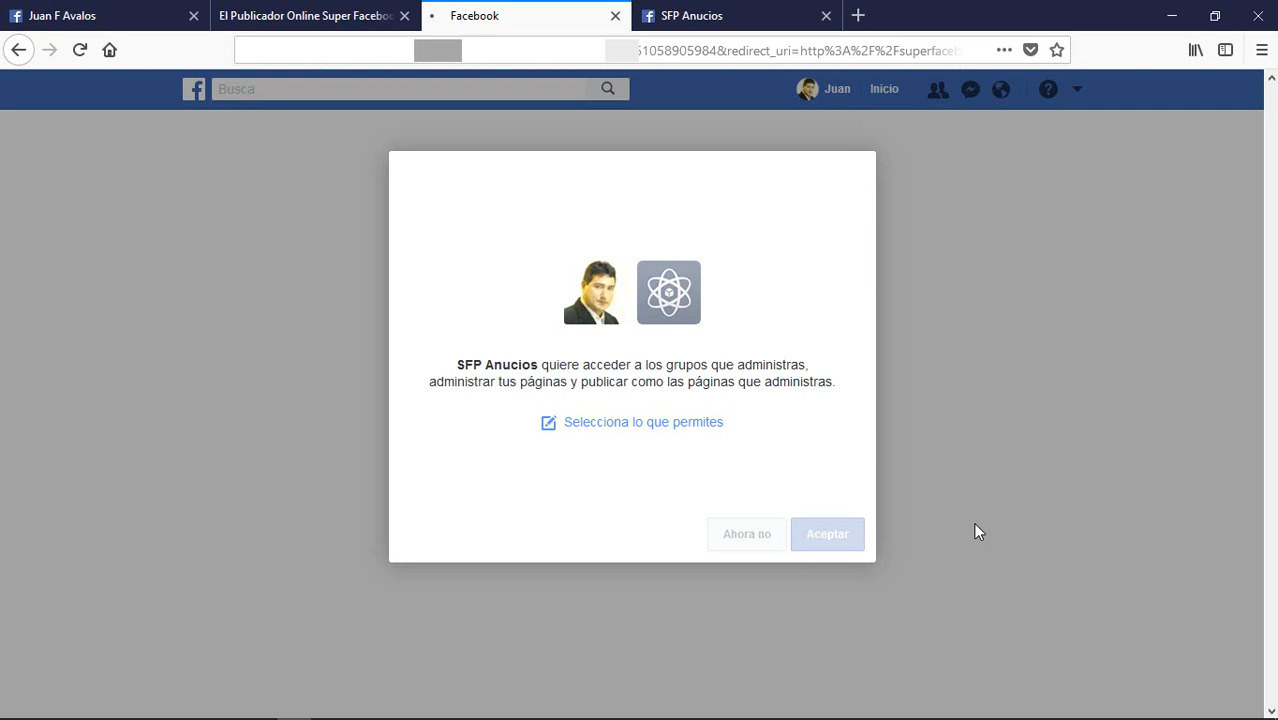 Juan F Avalos
El Publicador Online Super Facebo
Facebook
SFP Anucios
51058905984&redirect_uri=http%3A%2F%2Fsuperfaceb
Busca
Juan
Inicio
SFP Anucios quiere acceder a los grupos que administras,
administrar tus páginas y publicar como las páginas que administras.
Selecciona lo que permites
Ahora no
Aceptar